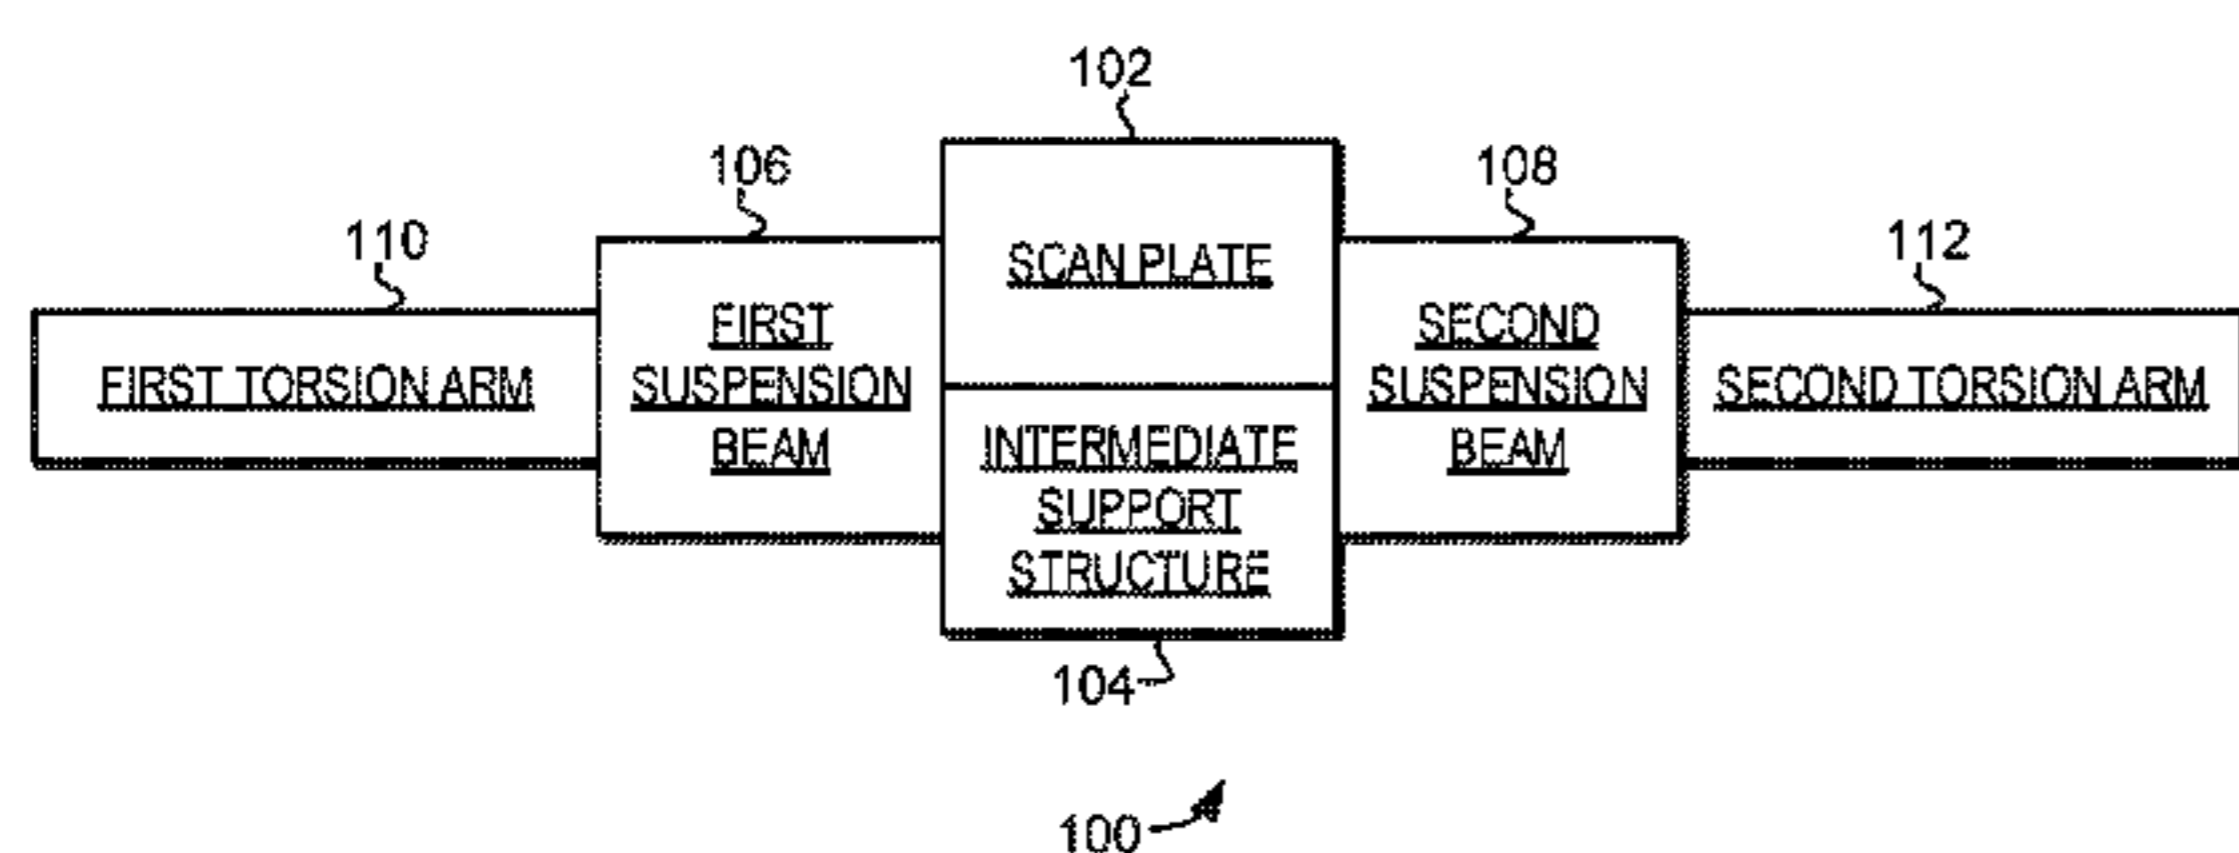 102
106
108
110
112
SCAN PLATE
FIRST
SUSPENSION
BEAM
SECOND
SUSPENSION
BEAM
FIRST TORSION ARM
SECOND TORSION ARM
INTERMEDIATE
SUPPORT
STRUCTURE
104
100